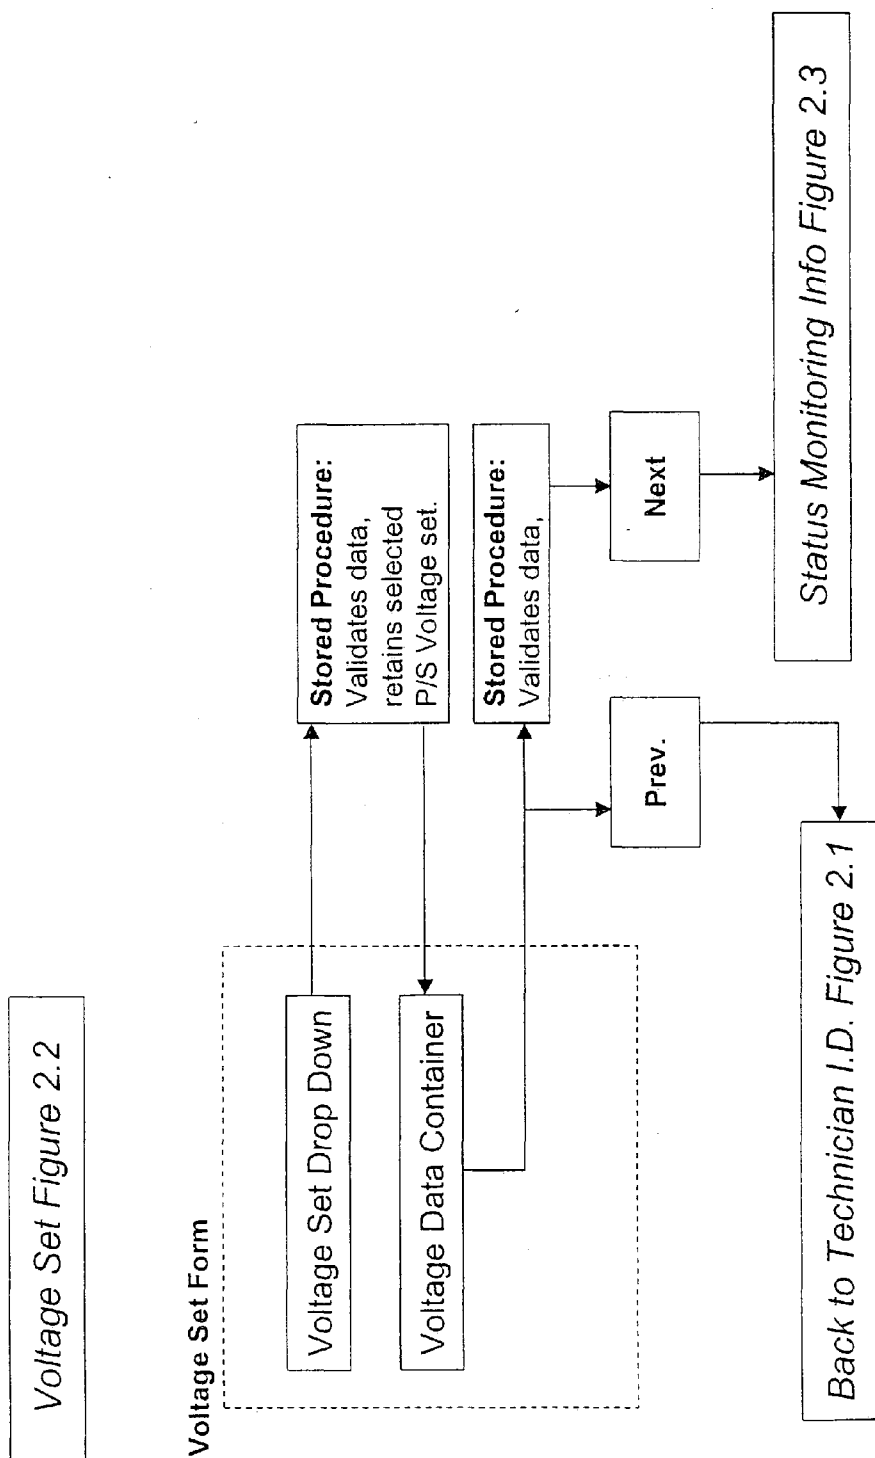 Voltage Set Figure 2.2
Voltage Set Form
Voltage Set Drop Down
Voltage Data Container
Stored Procedure:
Validates data,
retains selected
P/S Voltage set.
Stored Procedure:
Validates data,
Prev.
Next
Back to Technician I.D. Figure 2.1
Status Monitoring Info Figure 2.3